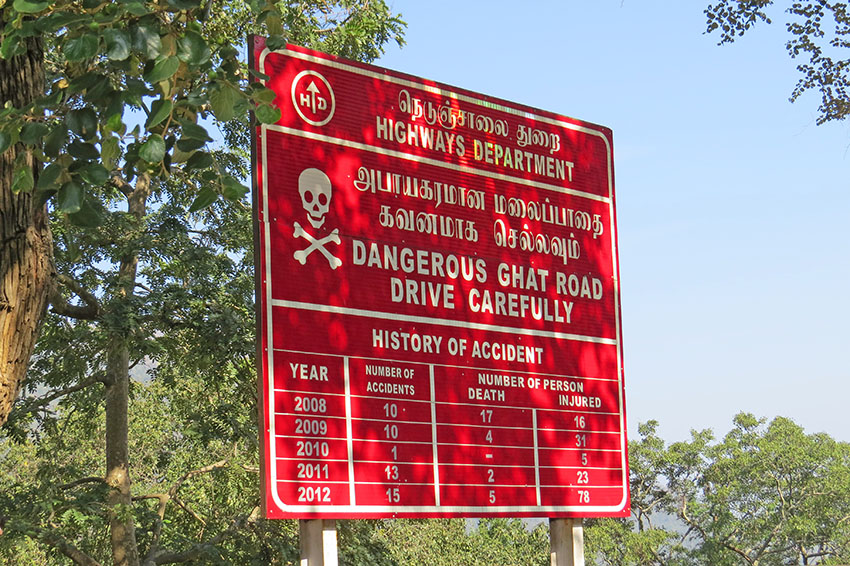 HD
நெடுஞ்சாலை துறை
HIGHWAYS DEPARTMENT
அபாயகரமான மலைப்பாதை
கவனமாக செல்லவும்
DANGEROUS GHAT ROAD
DRIVE CAREFULLY
HISTORY OF ACCIDENT
YEAR NUMBER OF ACCIDENTS NUMBER OF PERSON
DEATH INJURED
2008 10 17 16
2009 10 4 31
2010 1 - 5
2011 13 2 23
2012 15 5 78